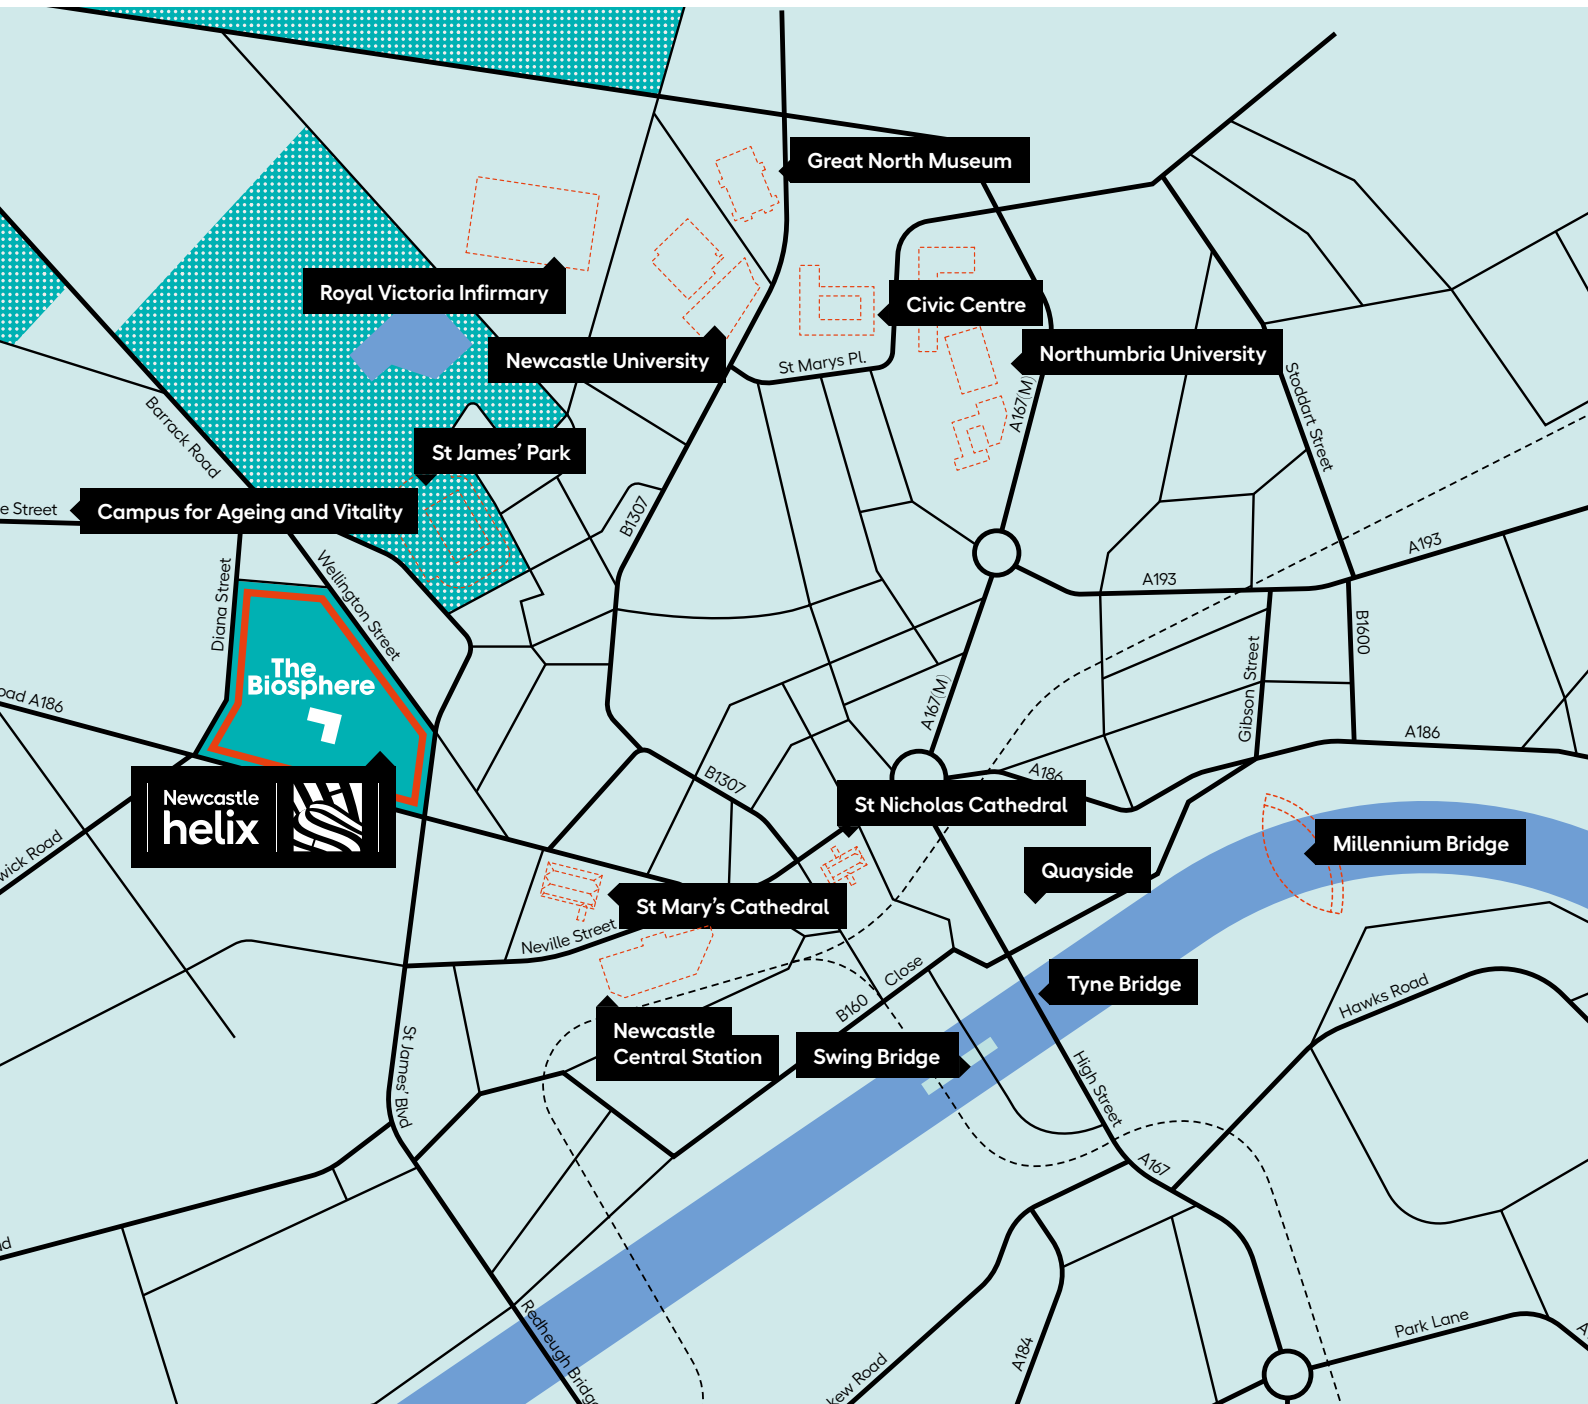 Great North Museum
Royal Victoria Infirmary
Civic Centre
Newcastle University
Northumbria University
St Marys Pl.
A167(M)
Stoddart Street
Barrack Road
St James' Park
e Street
Campus for Ageing and Vitality
B1307
A193
A193
Diana Street
Wellington Street
B1600
Gibson Street
The
Biosphere
oad A186
A167(M)
A186
B1307
A186
Newcastle
helix
St Nicholas Cathedral
wick Road
Millennium Bridge
Quayside
St Mary's Cathedral
Neville Street
Close
Tyne Bridge
B160
Hawks Road
Newcastle
Central Station
Swing Bridge
St James' Blvd
High Street
A167
Redheugh Bridge
Park Lane
A184
kew Road